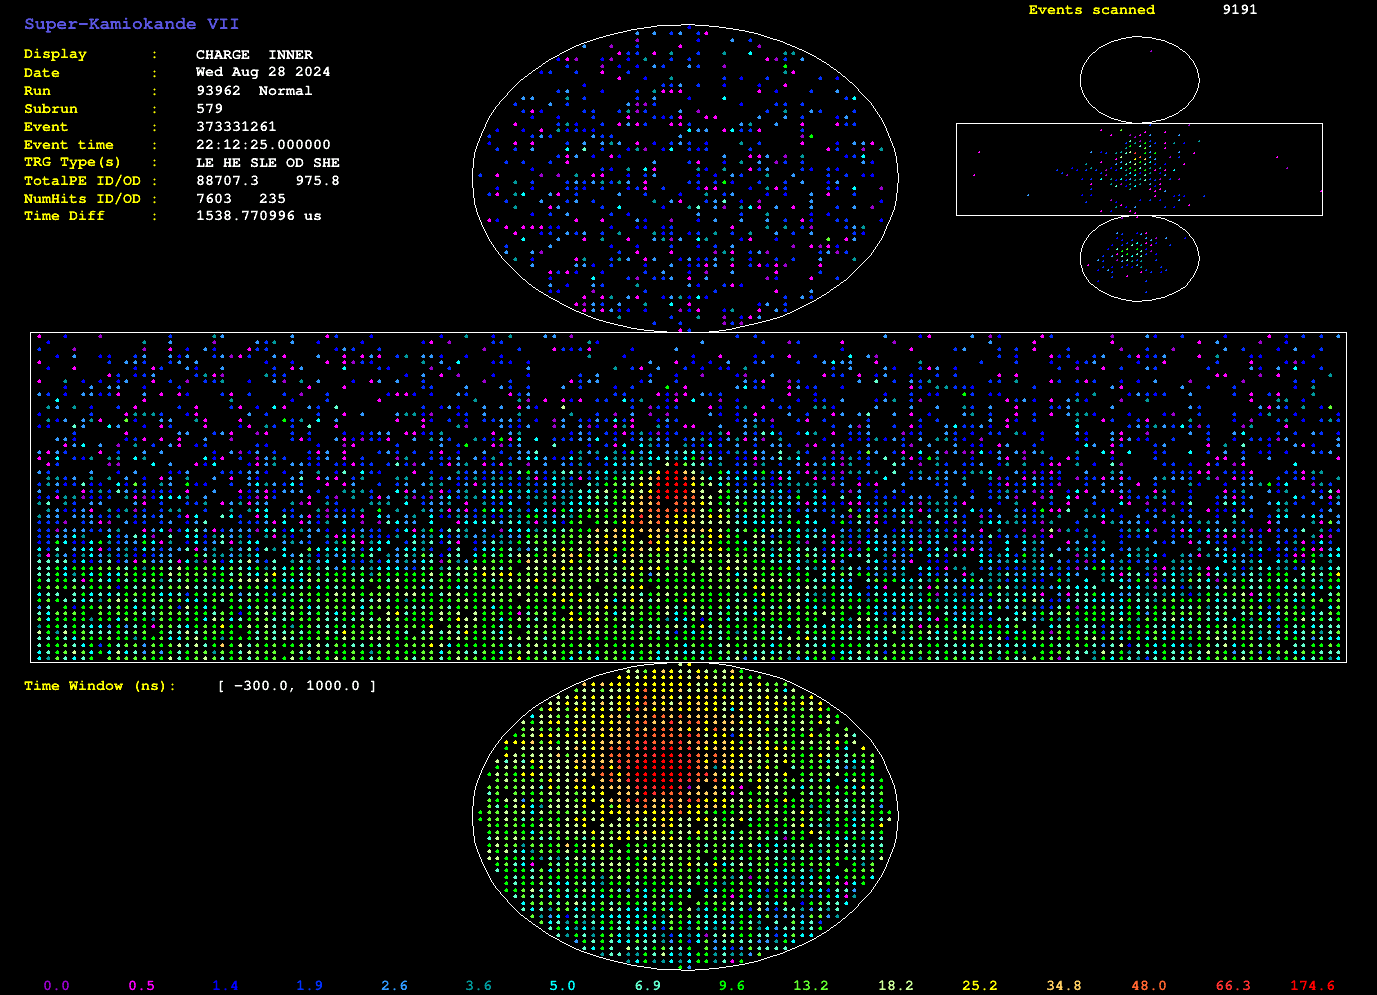 Super-Kamiokande VII
Events scanned 9191
Display : CHARGE INNER
Date : Wed Aug 28 2024
Run : 93962 Normal
Subrun : 579
Event : 373331261
Event time : 22:12:25.000000
TRG Type(s) : LE HE SLE OD SHE
TotalPE ID/OD : 88707.3 975.8
NumHits ID/OD : 7603 235
Time Diff : 1538.770996 us
Time Window (ns): [ -300.0, 1000.0 ]
0.0 0.5 1.4 1.9 2.6 3.6 5.0 6.9 9.6 13.2 18.2 25.2 34.8 48.0 66.3 174.6